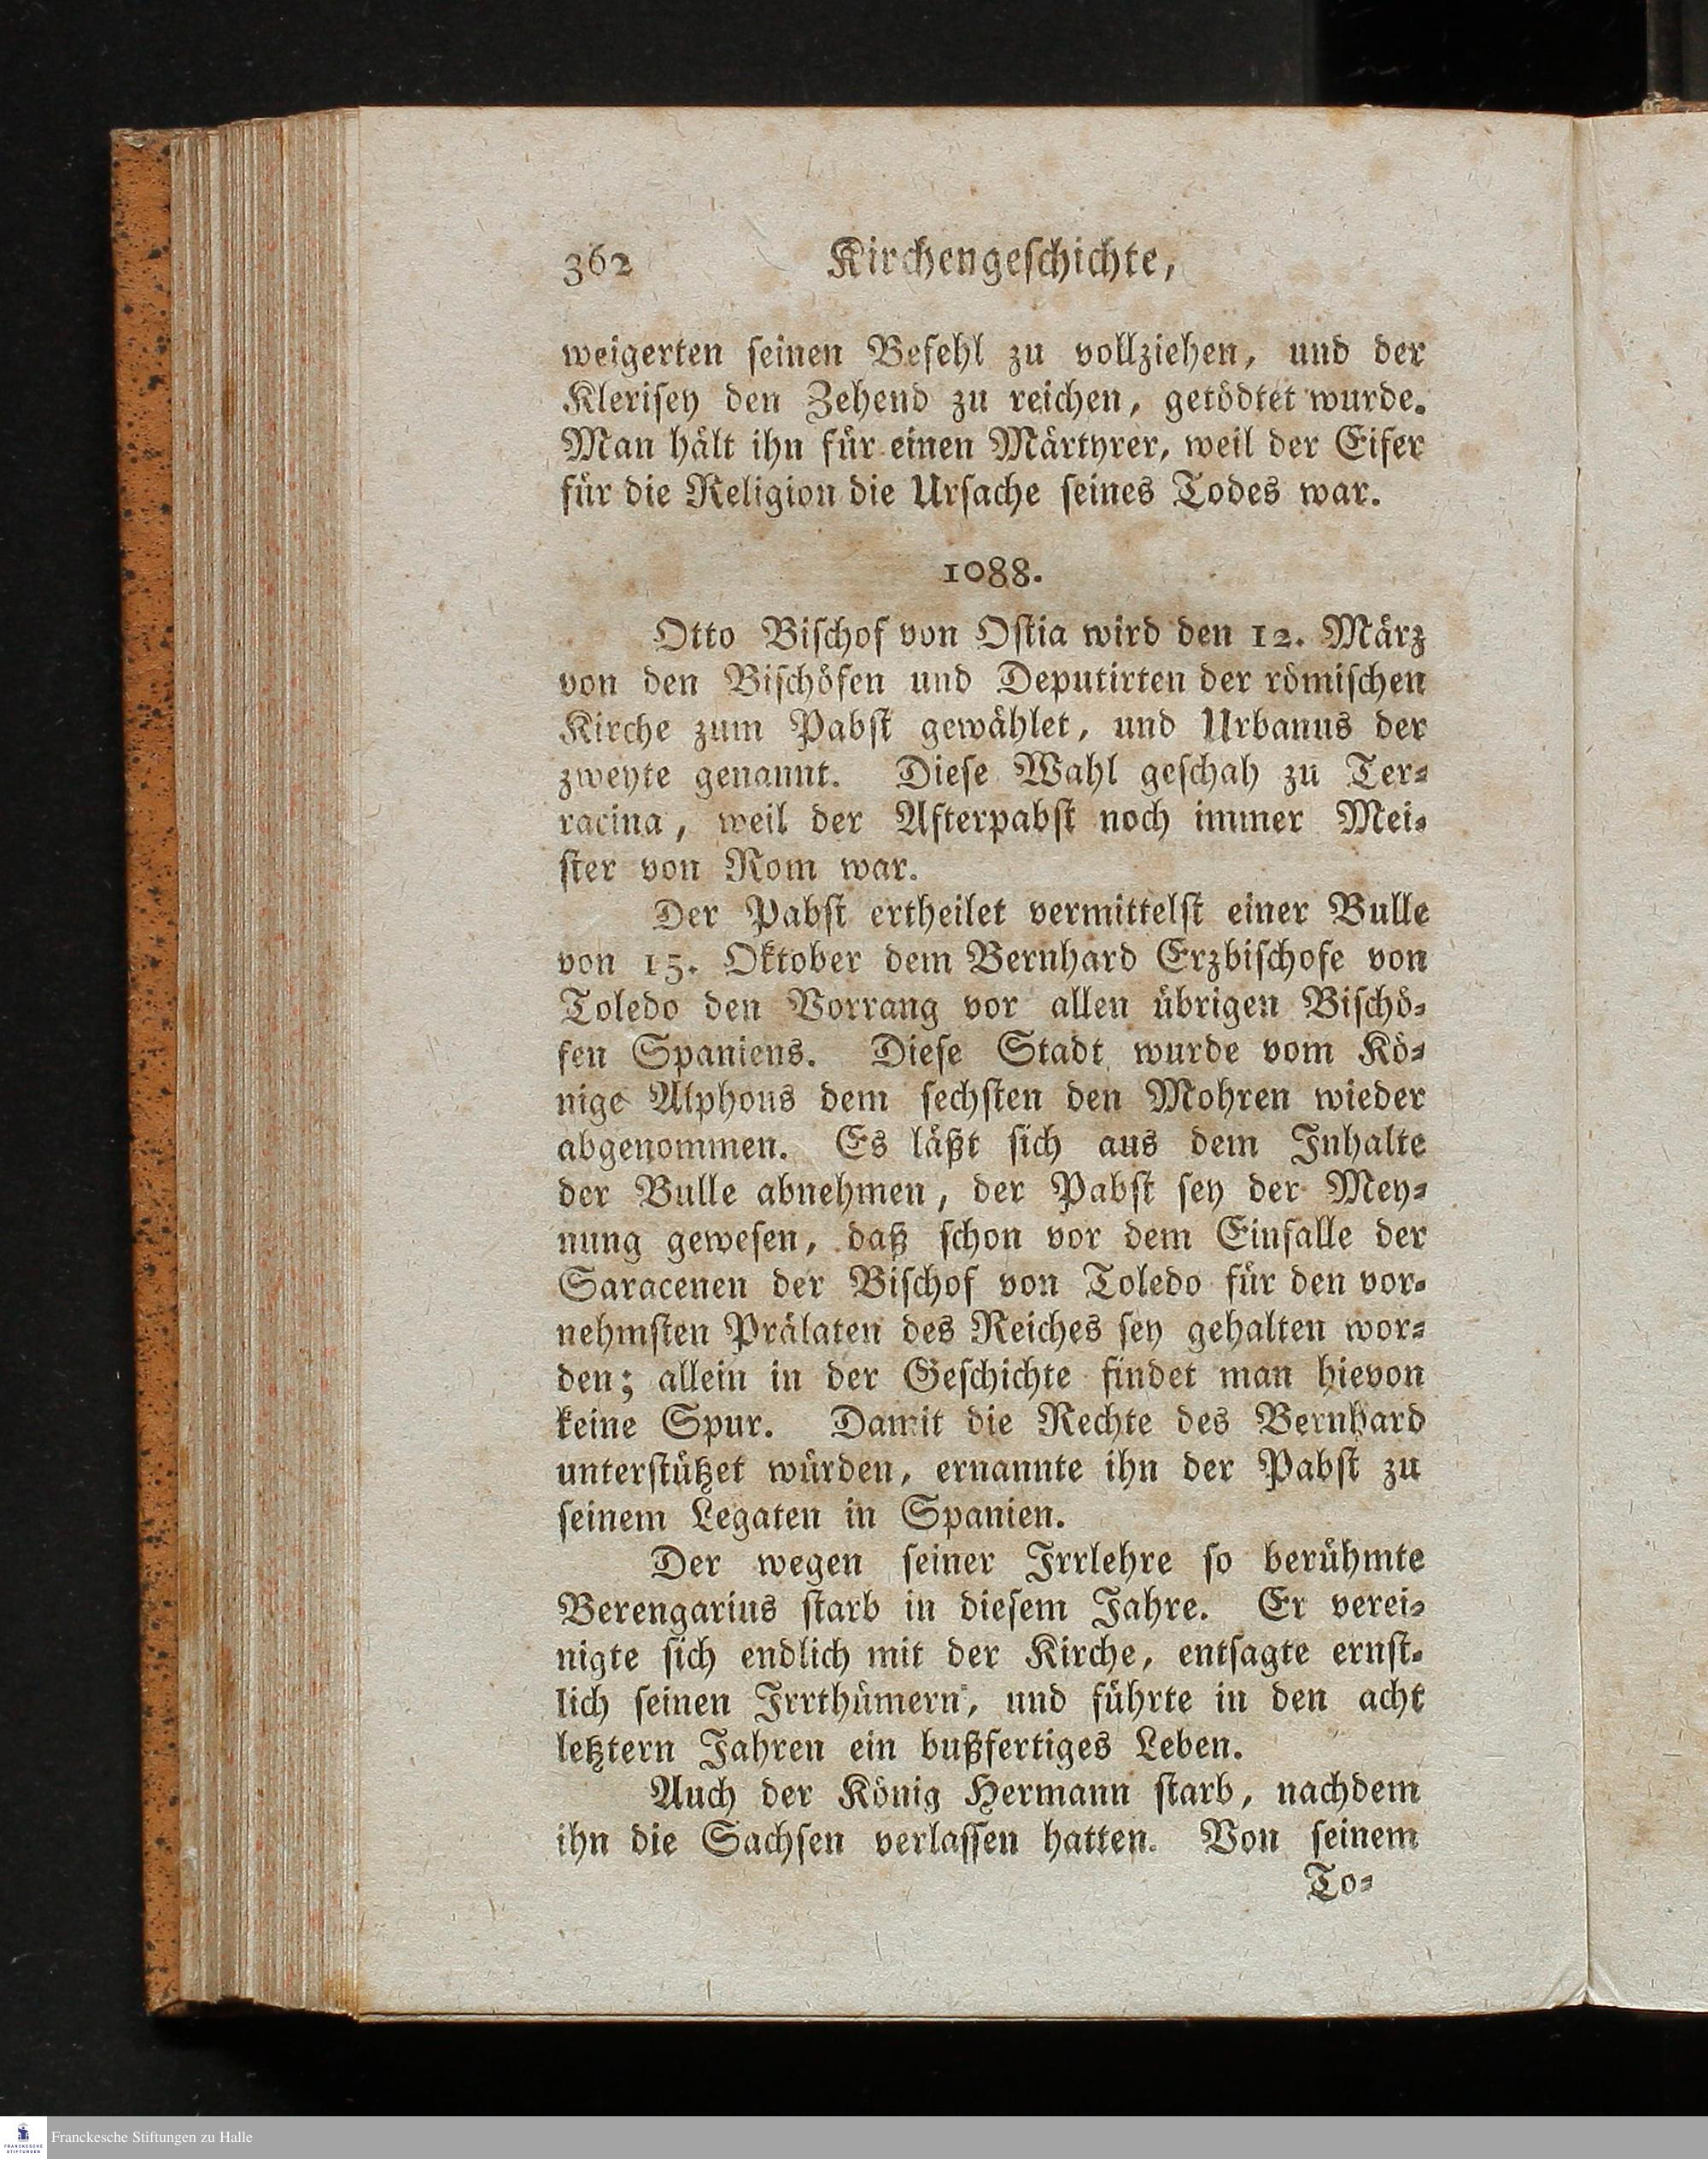 362 Kirchengeschichte,
weigerten seinen Befehl zu vollziehen, und der
Klerisey den Zehend zu reichen, getödtet wurde.
Man hält ihn für einen Märtyrer, weil der Eifer
für die Religion die Ursache seines Todes war.
1088.
Otto Bischof von Ostia wird den 12. März
von den Bischöfen und Deputirten der römischen
Kirche zum Pabst gewählet, und Urbanus der
zweyte genannt. Diese Wahl geschah zu Ter-
racina, weil der Afterpabst noch immer Mei-
ster von Rom war.
Der Pabst ertheilet vermittelst einer Bulle
von 15. Oktober dem Bernhard Erzbischofe von
Toledo den Vorrang vor allen übrigen Bischö-
fen Spaniens. Diese Stadt wurde vom Kö-
nige Alphons dem sechsten den Mohren wieder
abgenommen. Es läßt sich aus dem Inhalte
der Bulle abnehmen, der Pabst sey der Mey-
nung gewesen, daß schon vor dem Einfalle der
Saracenen der Bischof von Toledo für den vor-
nehmsten Prälaten des Reiches sey gehalten wor-
den; allein in der Geschichte findet man hievon
keine Spur. Damit die Rechte des Bernhard
unterstützet würden, ernannte ihn der Pabst zu
seinem Legaten in Spanien.
Der wegen seiner Irrlehre so berühmte
Berengarius starb in diesem Jahre. Er verei-
nigte sich endlich mit der Kirche, entsagte ernst-
lich seinen Irrthümern, und führte in den acht
letztern Jahren ein bußfertiges Leben.
Auch der König Hermann starb, nachdem
ihn die Sachsen verlassen hatten. Von seinem
To-
FRANCKESCHE
STIFTUNGEN
Franckesche Stiftungen zu Halle